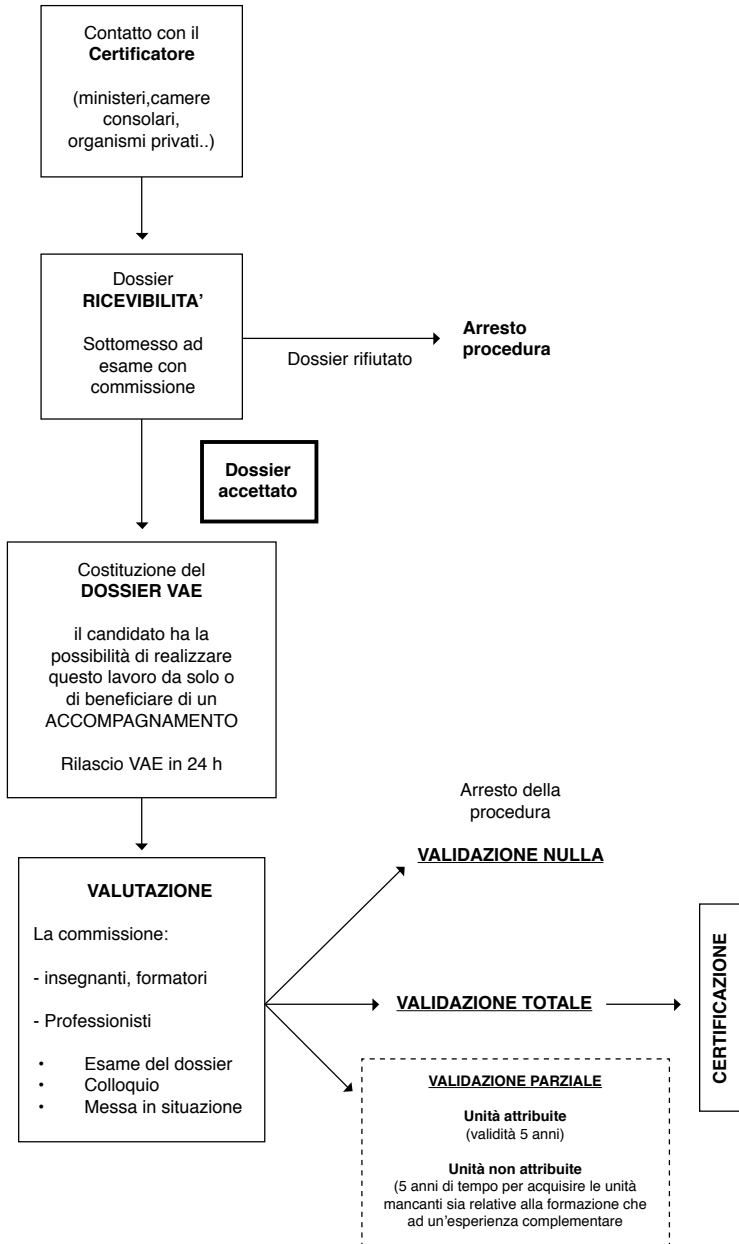 Contatto con il
Certificatore
(ministeri,camere
consolari,
organismi privati..)
Dossier
RICEVIBILITA’
Sottomesso ad
esame con
commissione
Dossier rifiutato
Arresto
procedura
Dossier
accettato
Costituzione del
DOSSIER VAE
il candidato ha la
possibilità di realizzare
questo lavoro da solo o
di beneficiare di un
ACCOMPAGNAMENTO
Rilascio VAE in 24 h
VALUTAZIONE
La commissione:
- insegnanti, formatori
- Professionisti
• Esame del dossier
• Colloquio
• Messa in situazione
Arresto della
procedura
VALIDAZIONE NULLA
VALIDAZIONE TOTALE
CERTIFICAZIONE
VALIDAZIONE PARZIALE
Unità attribuite
(validità 5 anni)
Unità non attribuite
(5 anni di tempo per acquisire le unità
mancanti sia relative alla formazione che
ad un’esperienza complementare